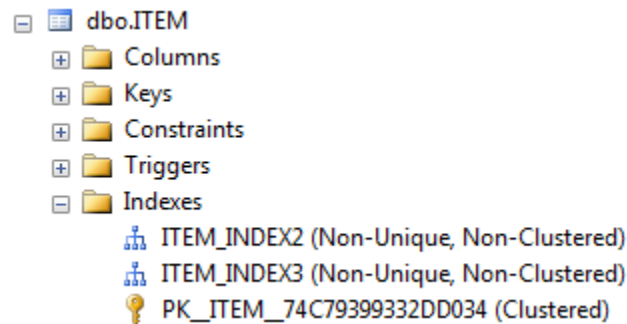 dbo.ITEM
Columns
Keys
Constraints
Triggers
Indexes
ITEM_INDEX2 (Non-Unique, Non-Clustered)
ITEM_INDEX3 (Non-Unique, Non-Clustered)
PK__ITEM__74C79399332DD034 (Clustered)